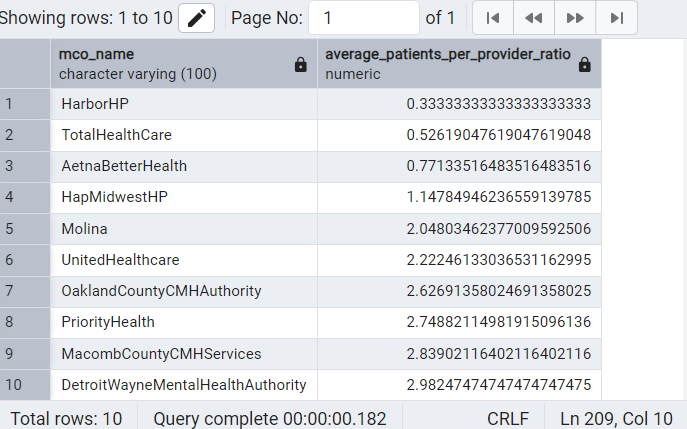 Showing rows: 1 to 10 Page No: 1 of 1
mco_name average_patients_per_provider_ratio
character varying (100) numeric
1 HarborHP 0.33333333333333333333
2 TotalHealthCare 0.52619047619047619048
3 AetnaBetterHealth 0.77133516483516483516
4 HapMidwestHP 1.14784946236559139785
5 Molina 2.04803462377009592506
6 UnitedHealthcare 2.22246133036531162995
7 OaklandCountyCMHAuthority 2.62691358024691358025
8 PriorityHealth 2.74882114981915096136
9 MacombCountyCMHServices 2.83902116402116402116
10 DetroitWayneMentalHealthAuthority 2.98247474747474747475
Total rows: 10 Query complete 00:00:00.182 CRLF Ln 209, Col 10